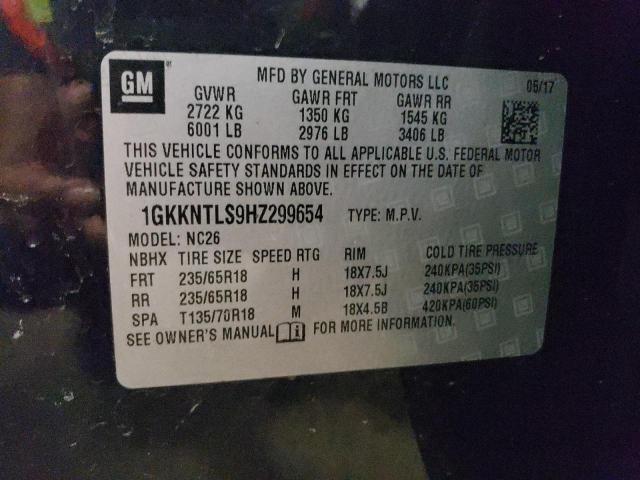 GM
MFD BY GENERAL MOTORS LLC 05/17
GVWR GAWR FRT GAWR RR
2722 KG 1350 KG 1545 KG
6001 LB 2976 LB 3406 LB
THIS VEHICLE CONFORMS TO ALL APPLICABLE U.S. FEDERAL MOTOR
VEHICLE SAFETY STANDARDS IN EFFECT ON THE DATE OF
MANUFACTURE SHOWN ABOVE.
1GKKNTLS9HZ299654 TYPE: M.P.V.
MODEL: NC26
NBHX TIRE SIZE SPEED RTG RIM COLD TIRE PRESSURE
FRT 235/65R18 H 18X7.5J 240KPA(35PSI)
RR 235/65R18 H 18X7.5J 240KPA(35PSI)
SPA T135/70R18 M 18X4.5B 420KPA(60PSI)
SEE OWNER'S MANUAL FOR MORE INFORMATION.